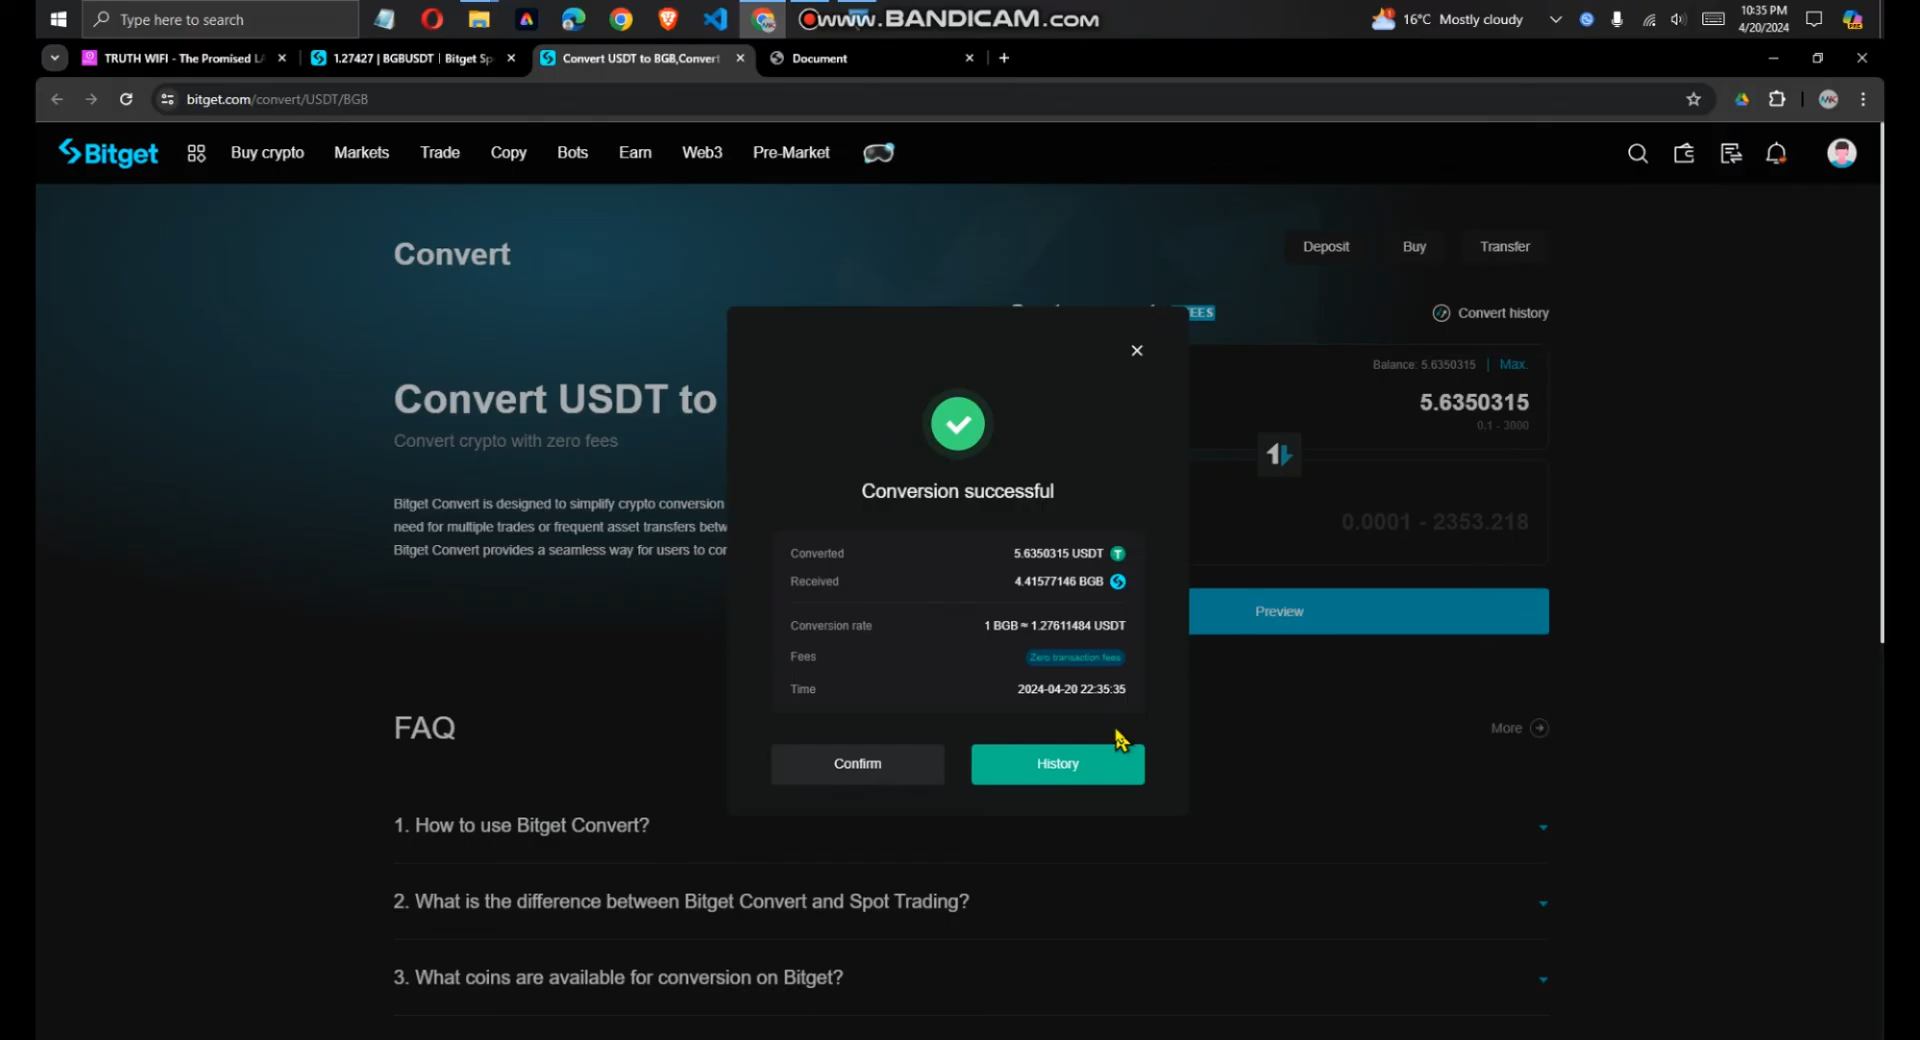 Type here to search
www.BANDICAM.com
16°C Mostly cloudy
10:35 PM
4/20/2024
PRE
TRUTH WIFI - The Promised L
1.27427 | BGBUSDT | Bitget Sp
Convert USDT to BGB,Convert
Document
bitget.com/convert/USDT/BGB
MK
Bitget
Buy crypto
Markets
Trade
Copy
Bots
Earn
Web3
Pre-Market
Convert
Deposit
Buy
Transfer
EES
Convert history
Balance: 5.6350315 | Max.
5.6350315
0.1 - 3000
Convert USDT to
Convert crypto with zero fees
Bitget Convert is designed to simplify crypto conversion
need for multiple trades or frequent asset transfers betw
Bitget Convert provides a seamless way for users to cor
0.0001 - 2353.218
Preview
Conversion successful
Converted 5.6350315 USDT
Received 4.41577146 BGB
Conversion rate 1 BGB ≈ 1.27611484 USDT
Fees Zero transaction fees
Time 2024-04-20 22:35:35
Confirm
History
FAQ
More
1. How to use Bitget Convert?
2. What is the difference between Bitget Convert and Spot Trading?
3. What coins are available for conversion on Bitget?